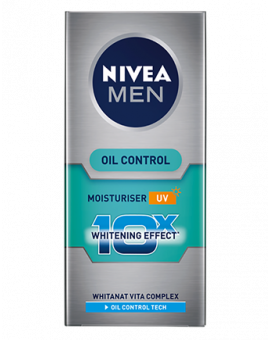 NIVEA
MEN
OIL CONTROL
MOISTURISER UV
10X
WHITENING EFFECT*
WHITANAT VITA COMPLEX
OIL CONTROL TECH